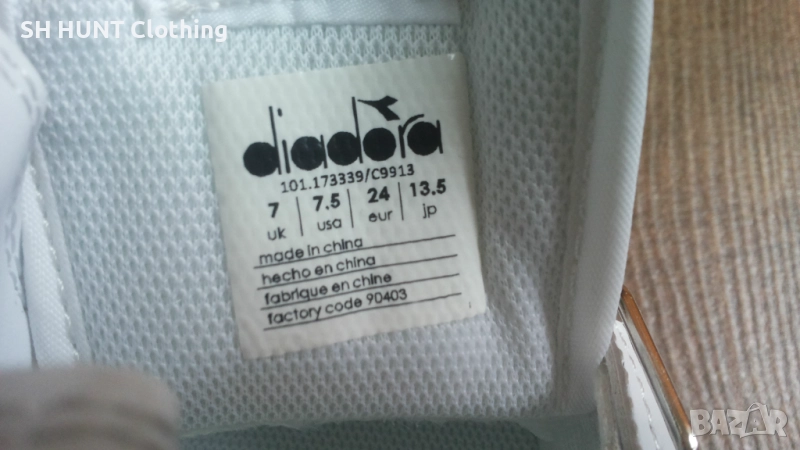 SH HUNT Clothing
diadora
101.173339/C9913
7 7.5 24 13.5
uk usa eur jp
made in china
hecho en china
fabrique en chine
factory code 90403
BAZAR